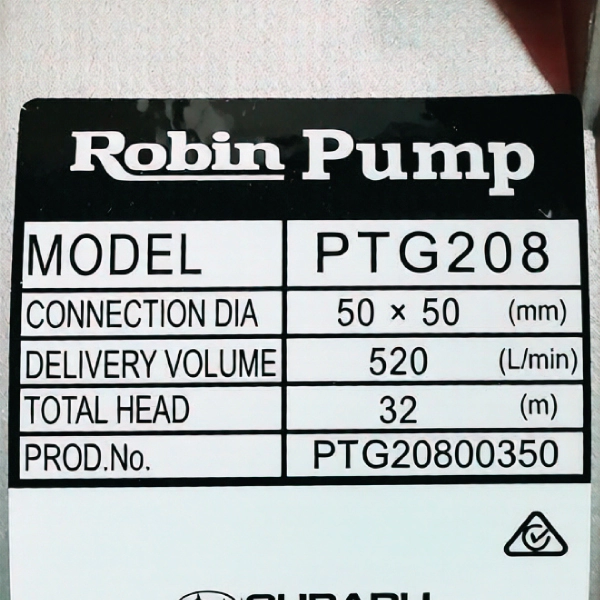 Robin Pump
MODEL PTG208
CONNECTION DIA 50 × 50 (mm)
DELIVERY VOLUME 520 (L/min)
TOTAL HEAD 32 (m)
PROD.No. PTG20800350
SUBARU